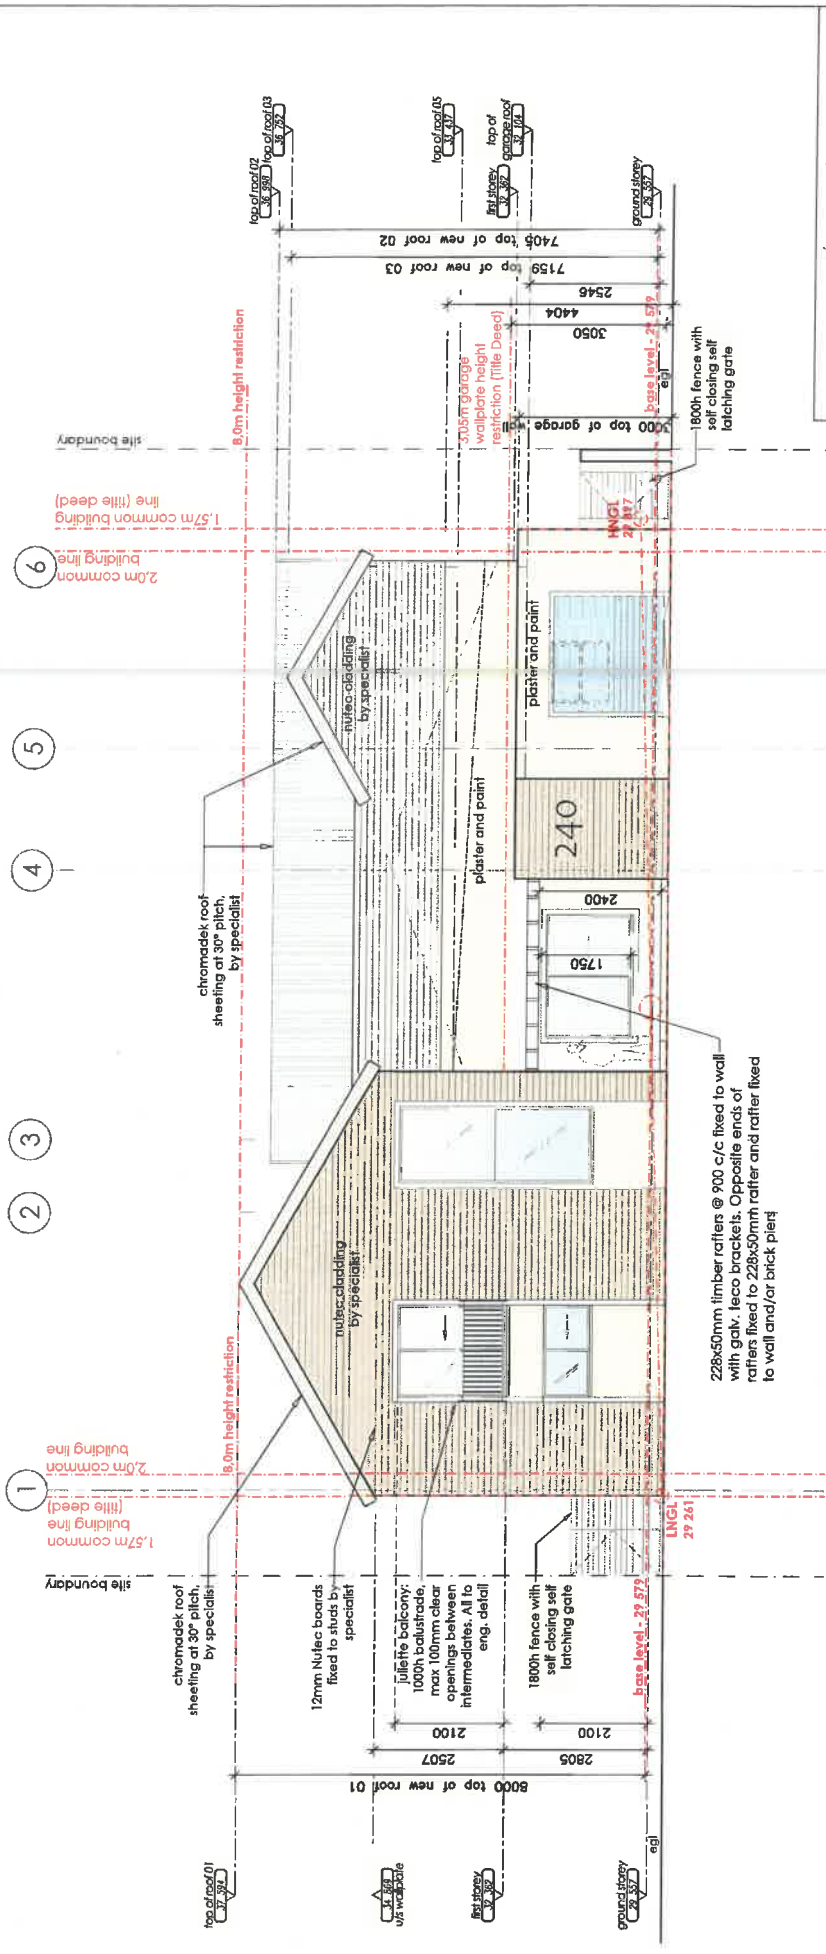 1
2
3
4
5
6
site boundary
1,57m common
building line
(title deed)
2,0m common
building line
2,0m common
building line
1,57m common building
line (title deed)
site boundary
chromadek roof
sheeting at 30° pitch,
by specialist
8,0m height restriction
chromadek roof
sheeting at 30° pitch,
by specialist
8,0m height restriction
12mm Nutec boards
fixed to studs by
specialist
nutec cladding
by specialist
nutec cladding
by specialist
juliette balcony:
1000h balustrade,
max 100mm clear
openings between
intermediates. All to
eng. detail
1800h fence with
self closing self
latching gate
plaster and paint
plaster and paint
240
2400
1750
3,05m garage
wallplate height
restriction (Title Deed)
3000 top of garage wall
1800h fence with
self closing self
latching gate
228x50mm timber rafters @ 900 c/c fixed to wall
with galv. teco brackets. Opposite ends of
rafters fixed to 228x50mm rafter and rafter fixed
to wall and/or brick piers
LNGL
29 261
HNGL
29 897
base level - 29 579
base level - 29 579
egl
egl
2100
2100
2507
2805
8000 top of new roof 01
top of roof 01
37 594
34 869
u/s wallplate
first storey
32 362
ground storey
29 557
top of roof 02
36 998
top of roof 03
36 752
top of roof 05
33 437
first storey
32 362
top of
garage roof
32 104
ground storey
29 557
7405 top of new roof 02
7159 top of new roof 03
2546
4404
3050